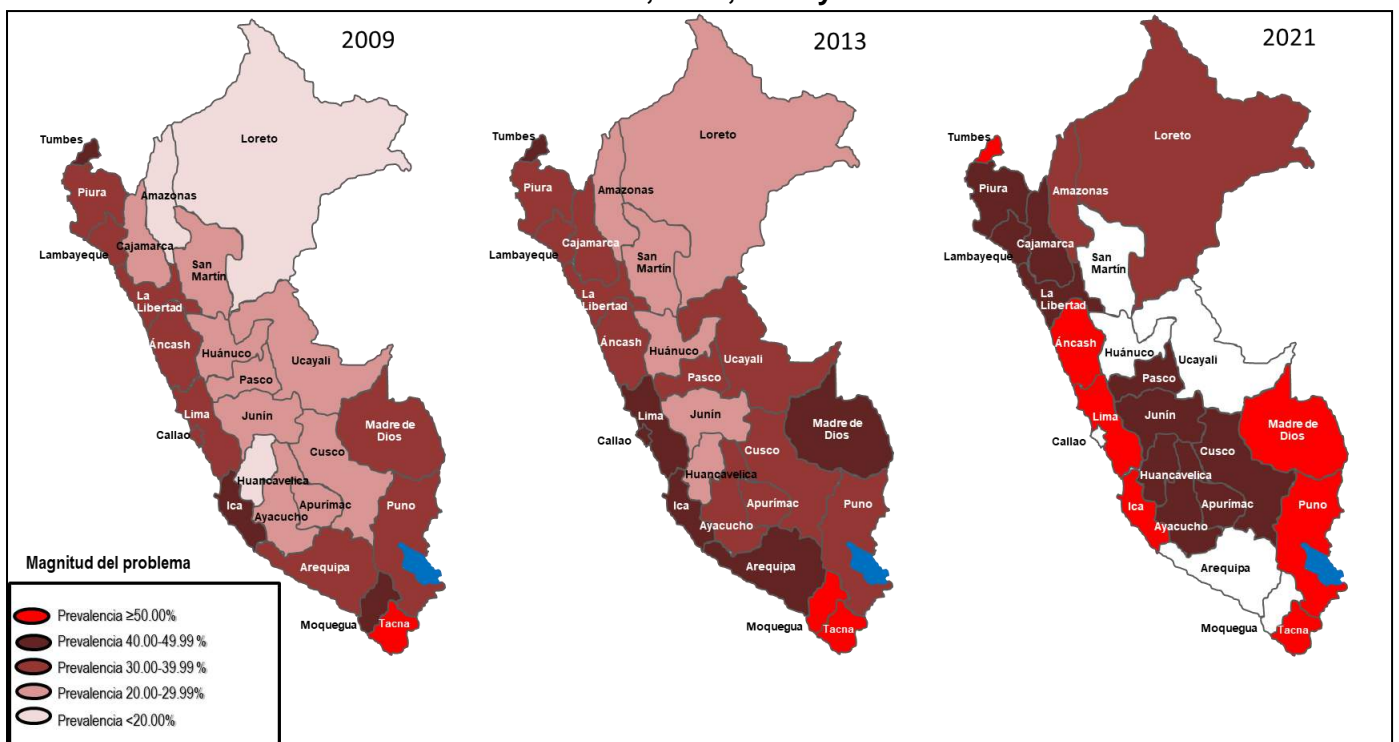 2009
Tumbes
Loreto
Piura
Amazonas
Lambayeque
Cajamarca
San
Martín
La
Libertad
Áncash
Huánuco
Ucayali
Pasco
Lima
Junín
Callao
Madre de
Dios
Cusco
Huancavelica
Ica
Ayacucho
Apurímac
Puno
Arequipa
Moquegua
Tacna
2013
Tumbes
Loreto
Piura
Amazonas
Lambayeque
Cajamarca
San
Martín
La
Libertad
Áncash
Huánuco
Ucayali
Pasco
Lima
Junín
Callao
Madre de
Dios
Cusco
Huancavelica
Ica
Ayacucho
Apurímac
Puno
Arequipa
Moquegua
Tacna
2021
Tumbes
Loreto
Piura
Amazonas
Lambayeque
Cajamarca
San
Martín
La
Libertad
Áncash
Huánuco
Ucayali
Pasco
Lima
Junín
Callao
Madre de
Dios
Cusco
Huancavelica
Ica
Ayacucho
Apurímac
Puno
Arequipa
Moquegua
Tacna
Magnitud del problema
Prevalencia ≥50.00%
Prevalencia 40.00-49.99 %
Prevalencia 30.00-39.99 %
Prevalencia 20.00-29.99%
Prevalencia <20.00%